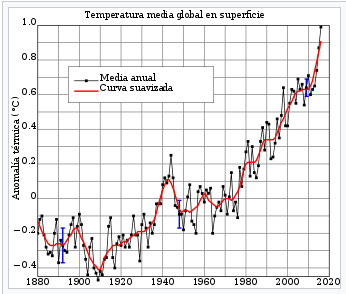 Temperatura media global en superficie
1.0
0.8
0.6
0.4
0.2
0
−0.2
−0.4
Anomalía térmica (°C)
Media anual
Curva suavizada
1880 1900 1920 1940 1960 1980 2000 2020